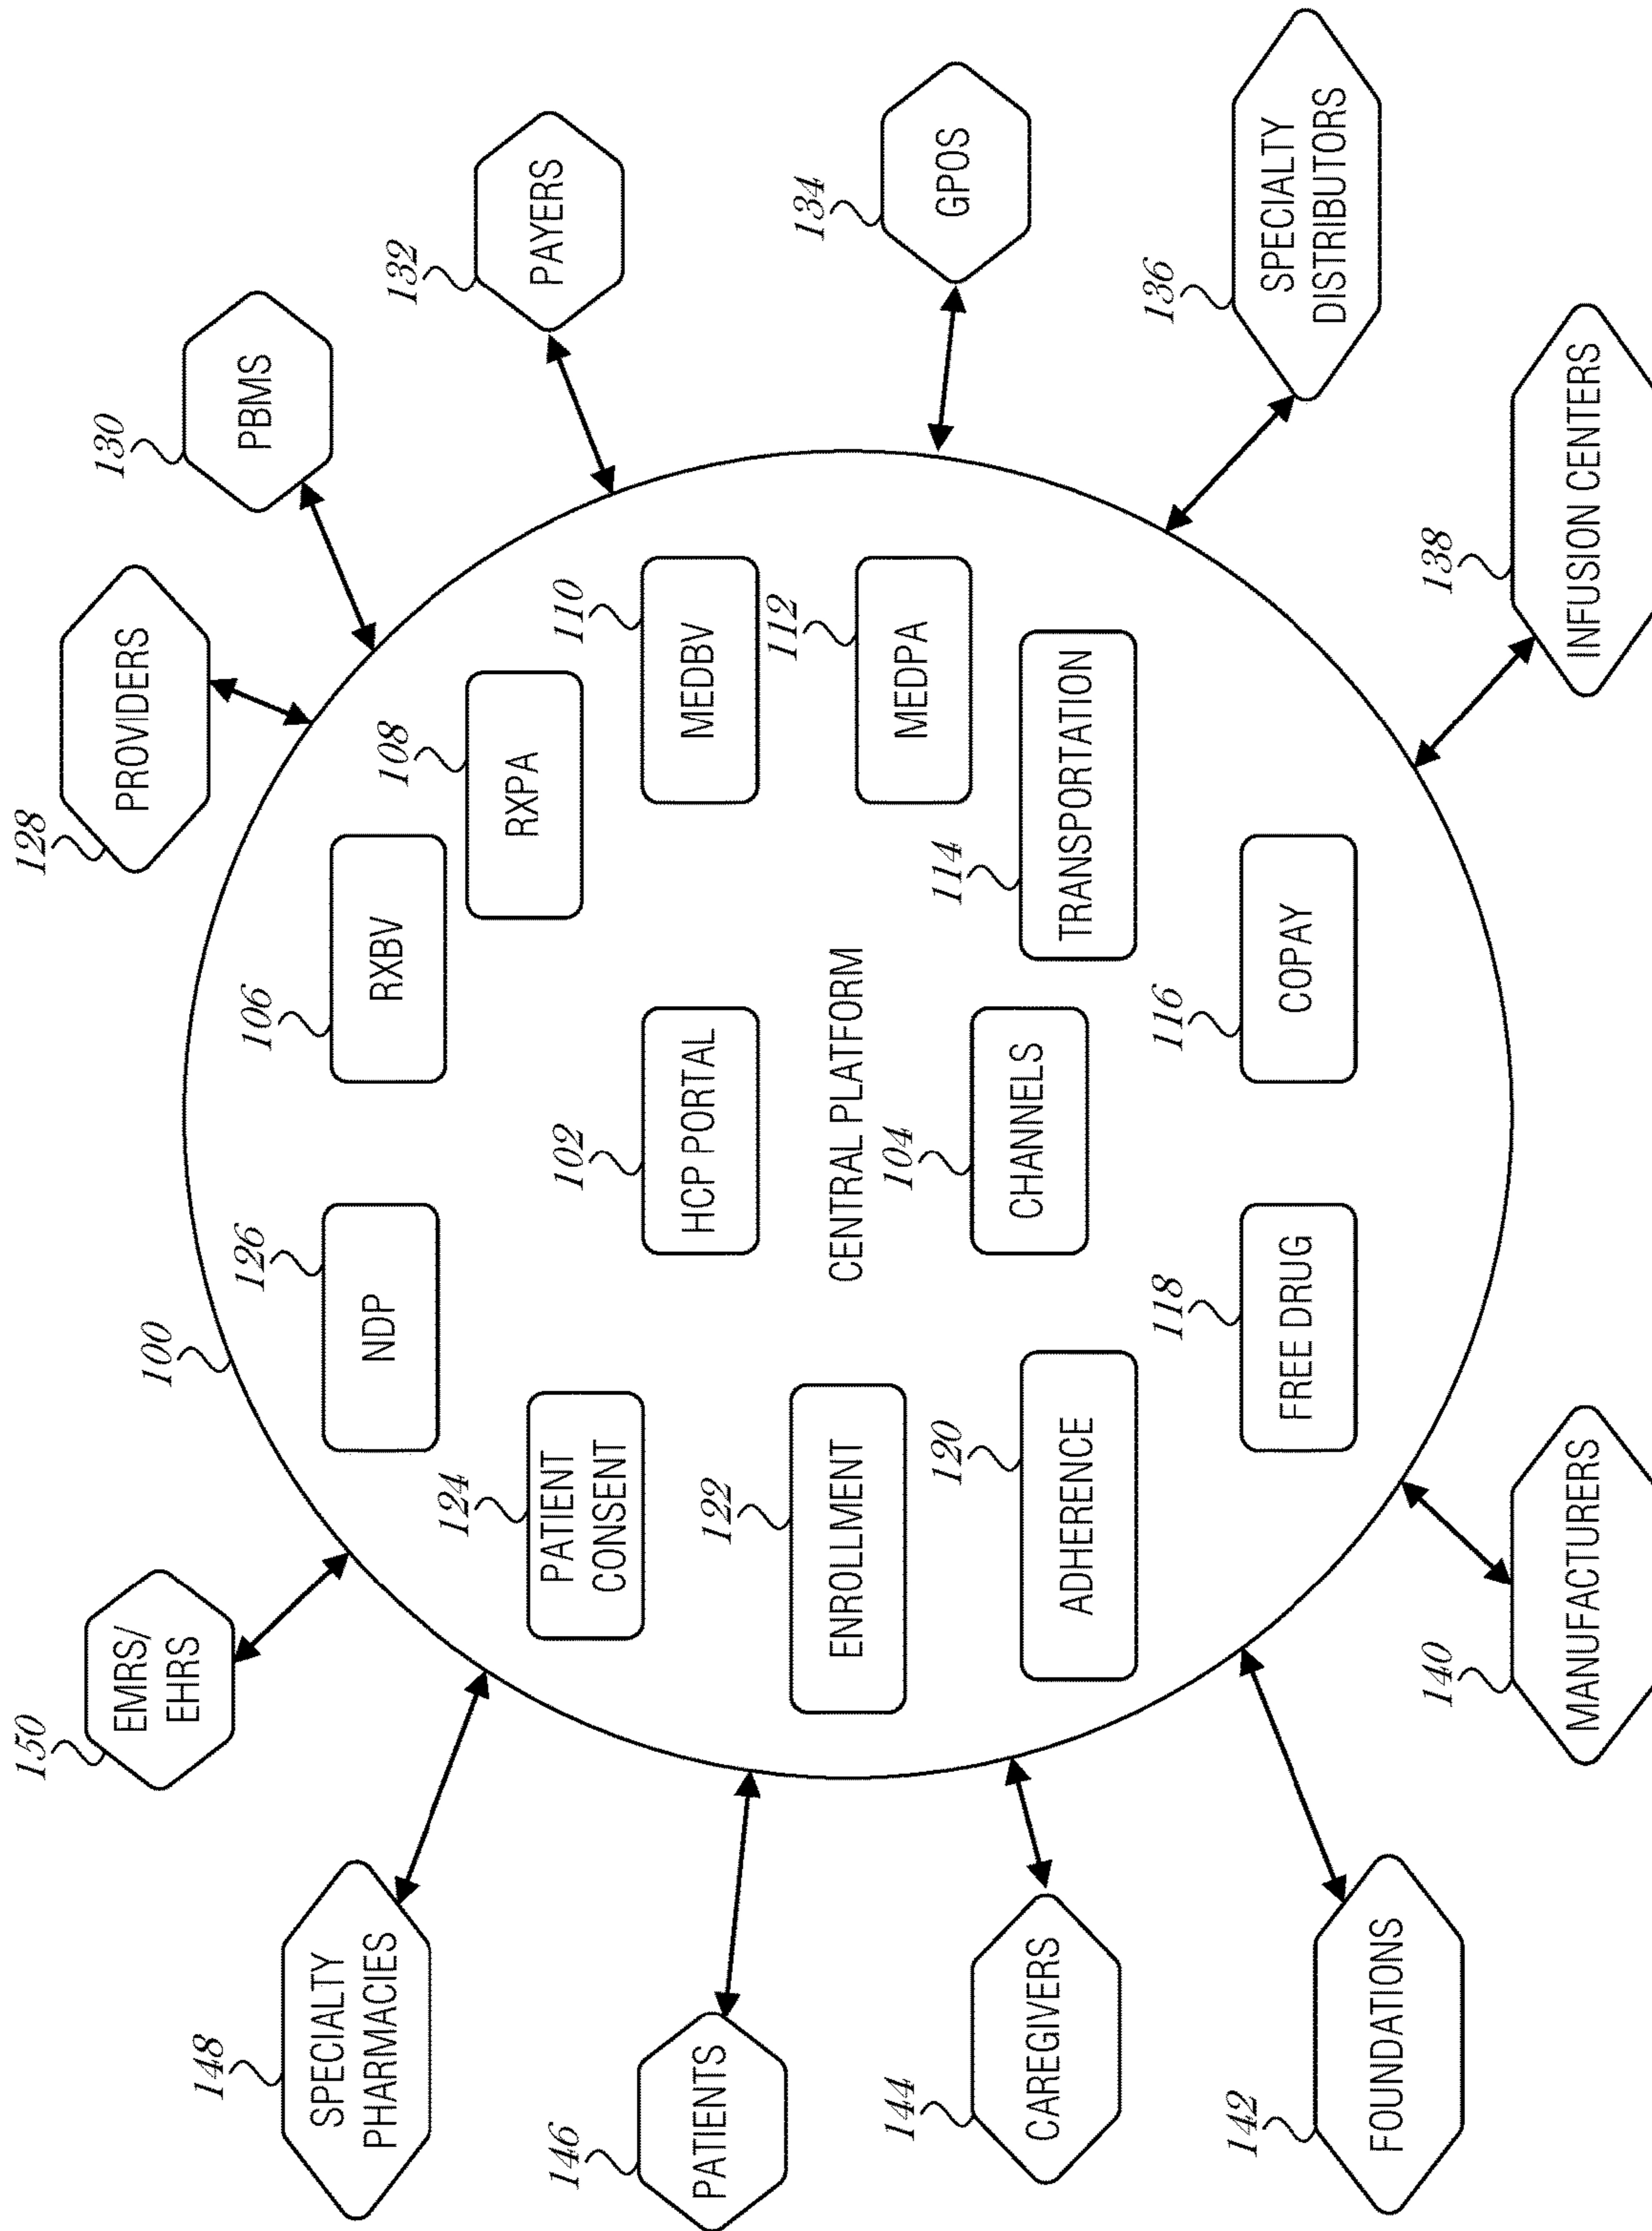 128
PROVIDERS
130
PBMS
132
PAYERS
134
GPOS
136
SPECIALTY
DISTRIBUTORS
138
INFUSION CENTERS
140
MANUFACTURERS
142
FOUNDATIONS
144
CAREGIVERS
146
PATIENTS
148
SPECIALTY
PHARMACIES
150
EMRS/
EHRS
100
126
NDP
106
RXBV
108
RXPA
110
MEDBV
112
MEDPA
114
TRANSPORTATION
116
COPAY
118
FREE DRUG
120
ADHERENCE
122
ENROLLMENT
124
PATIENT
CONSENT
102
HCP PORTAL
CENTRAL PLATFORM
104
CHANNELS